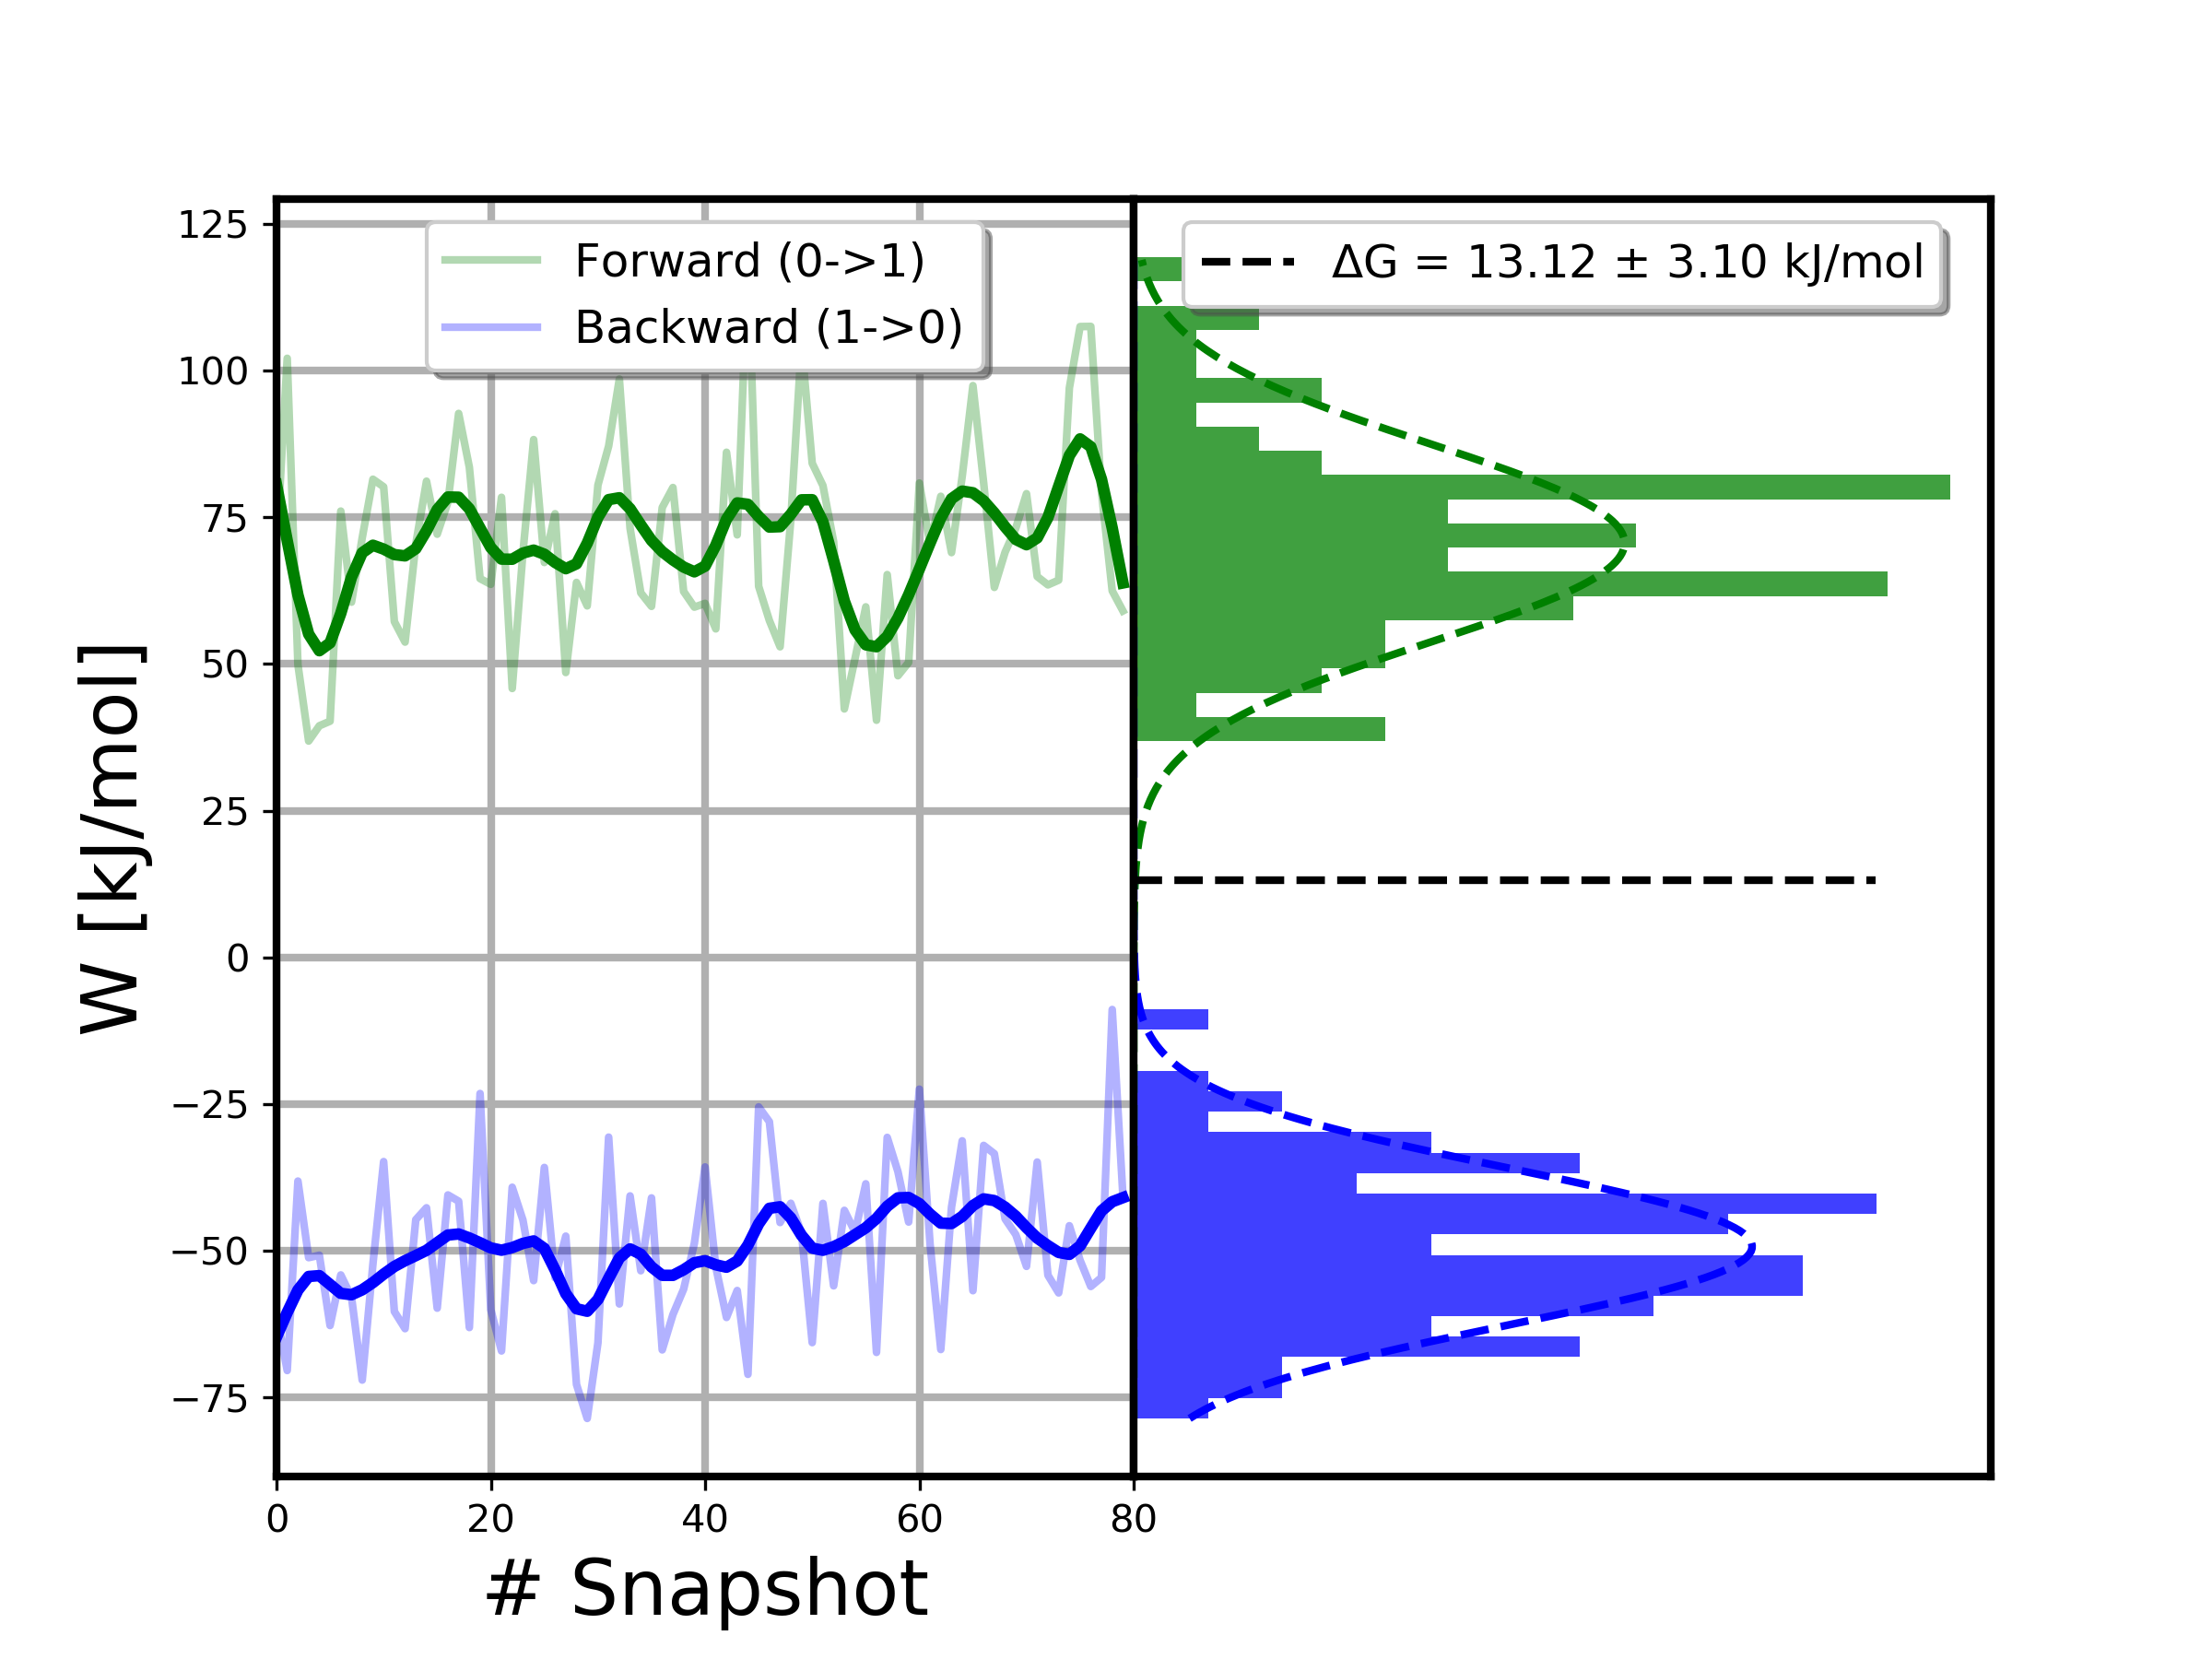 W [kJ/mol]
125
100
75
50
25
0
−25
−50
−75
Forward (0->1)
Backward (1->0)
ΔG = 13.12 ± 3.10 kJ/mol
0 20 40 60 80
# Snapshot